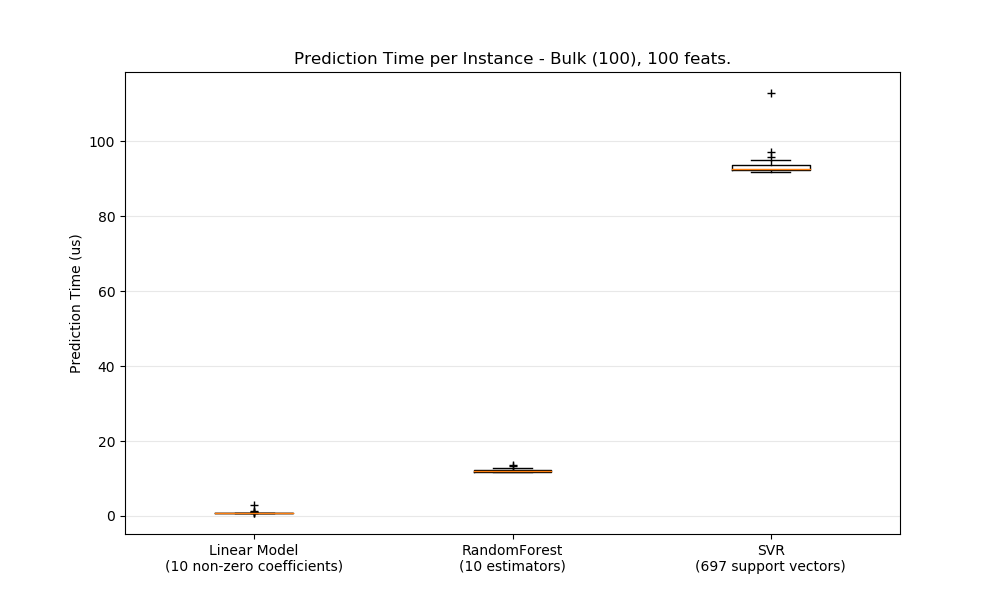 Prediction Time per Instance - Bulk (100), 100 feats.
Prediction Time (us)
100
80
60
40
20
0
Linear Model
(10 non-zero coefficients)
RandomForest
(10 estimators)
SVR
(697 support vectors)